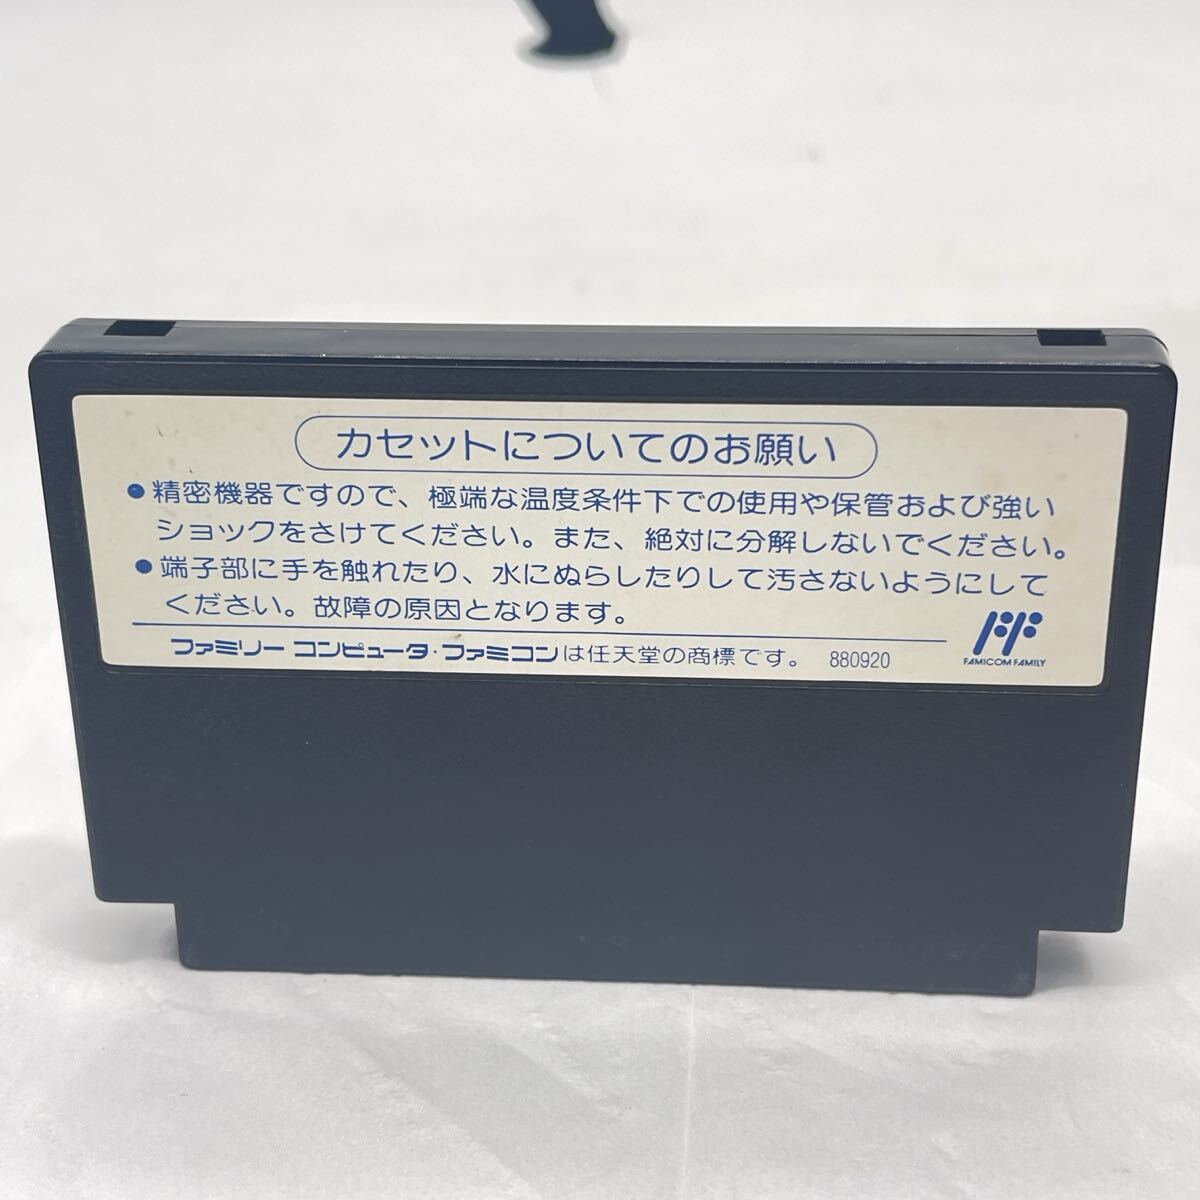 カセットについてのお願い
●精密機器ですので、極端な温度条件下での使用や保管および強い
ショックをさけてください。また、絶対に分解しないでください。
●端子部に手を触れたり、水にぬらしたりして汚さないようにして
ください。故障の原因となります。
ファミリー コンピュータ・ファミコンは任天堂の商標です。 880920
FAMICOM FAMILY